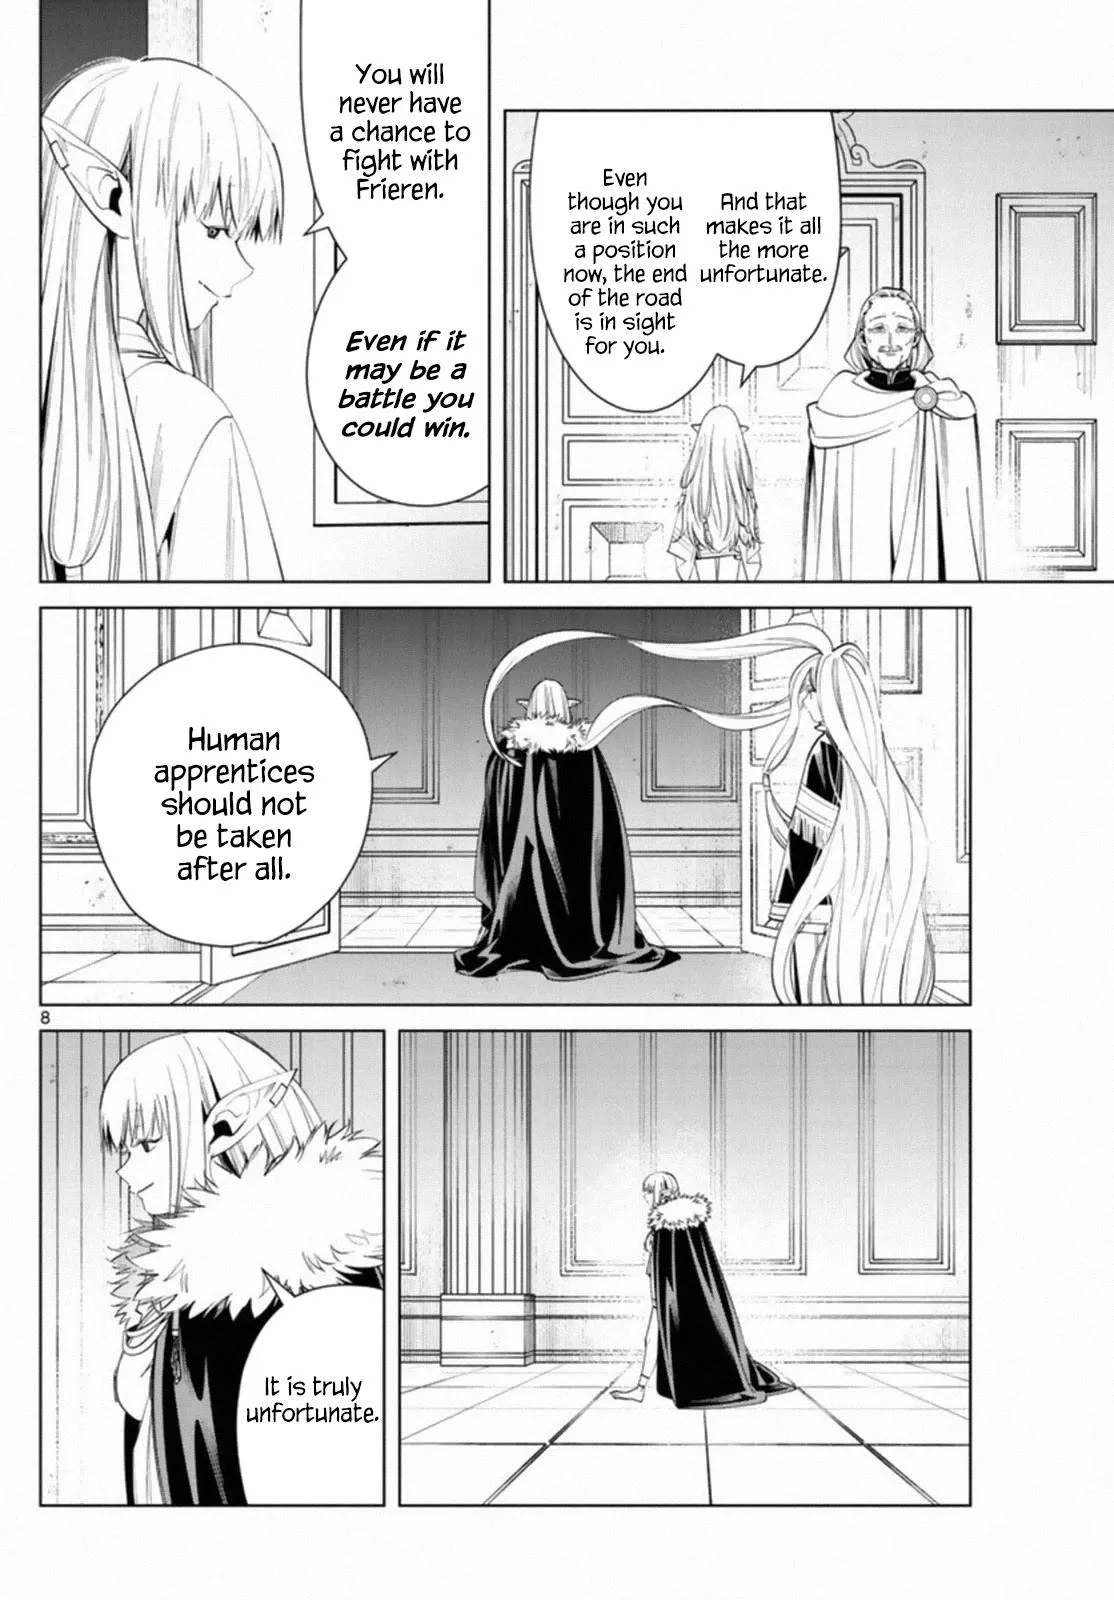 And that
makes it all
the more
unfortunate.
Even
though you
are in such
a position
now, the end
of the road
is in sight
for you.
You will
never have
a chance to
fight with
Frieren.
Even if it
may be a
battle you
could win.
Human
apprentices
should not
be taken
after all.
8
It is truly
unfortunate.